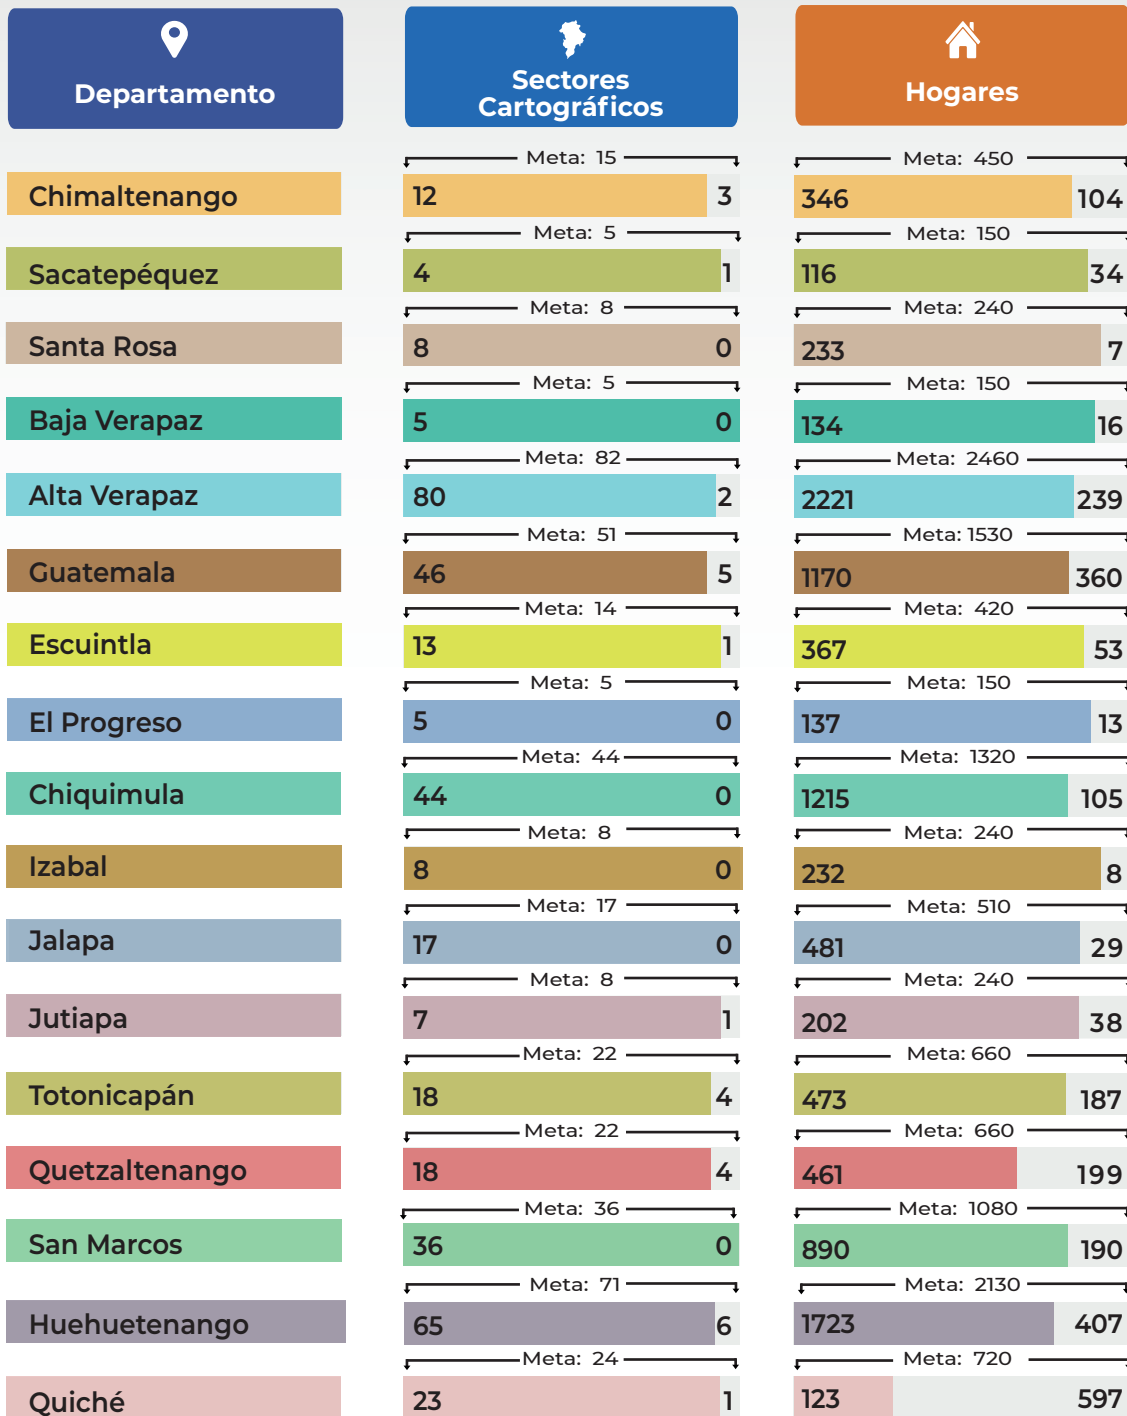 Departamento
Sectores
Cartográficos
Hogares
Meta: 15
Meta: 450
Chimaltenango
12 3
346 104
Meta: 5
Meta: 150
Sacatepéquez
4 1
116 34
Meta: 8
Meta: 240
Santa Rosa
8 0
233 7
Meta: 5
Meta: 150
Baja Verapaz
5 0
134 16
Meta: 82
Meta: 2460
Alta Verapaz
80 2
2221 239
Meta: 51
Meta: 1530
Guatemala
46 5
1170 360
Meta: 14
Meta: 420
Escuintla
13 1
367 53
Meta: 5
Meta: 150
El Progreso
5 0
137 13
Meta: 44
Meta: 1320
Chiquimula
44 0
1215 105
Meta: 8
Meta: 240
Izabal
8 0
232 8
Meta: 17
Meta: 510
Jalapa
17 0
481 29
Meta: 8
Meta: 240
Jutiapa
7 1
202 38
Meta: 22
Meta: 660
Totonicapán
18 4
473 187
Meta: 22
Meta: 660
Quetzaltenango
18 4
461 199
Meta: 36
Meta: 1080
San Marcos
36 0
890 190
Meta: 71
Meta: 2130
Huehuetenango
65 6
1723 407
Meta: 24
Meta: 720
Quiché
23 1
123 597